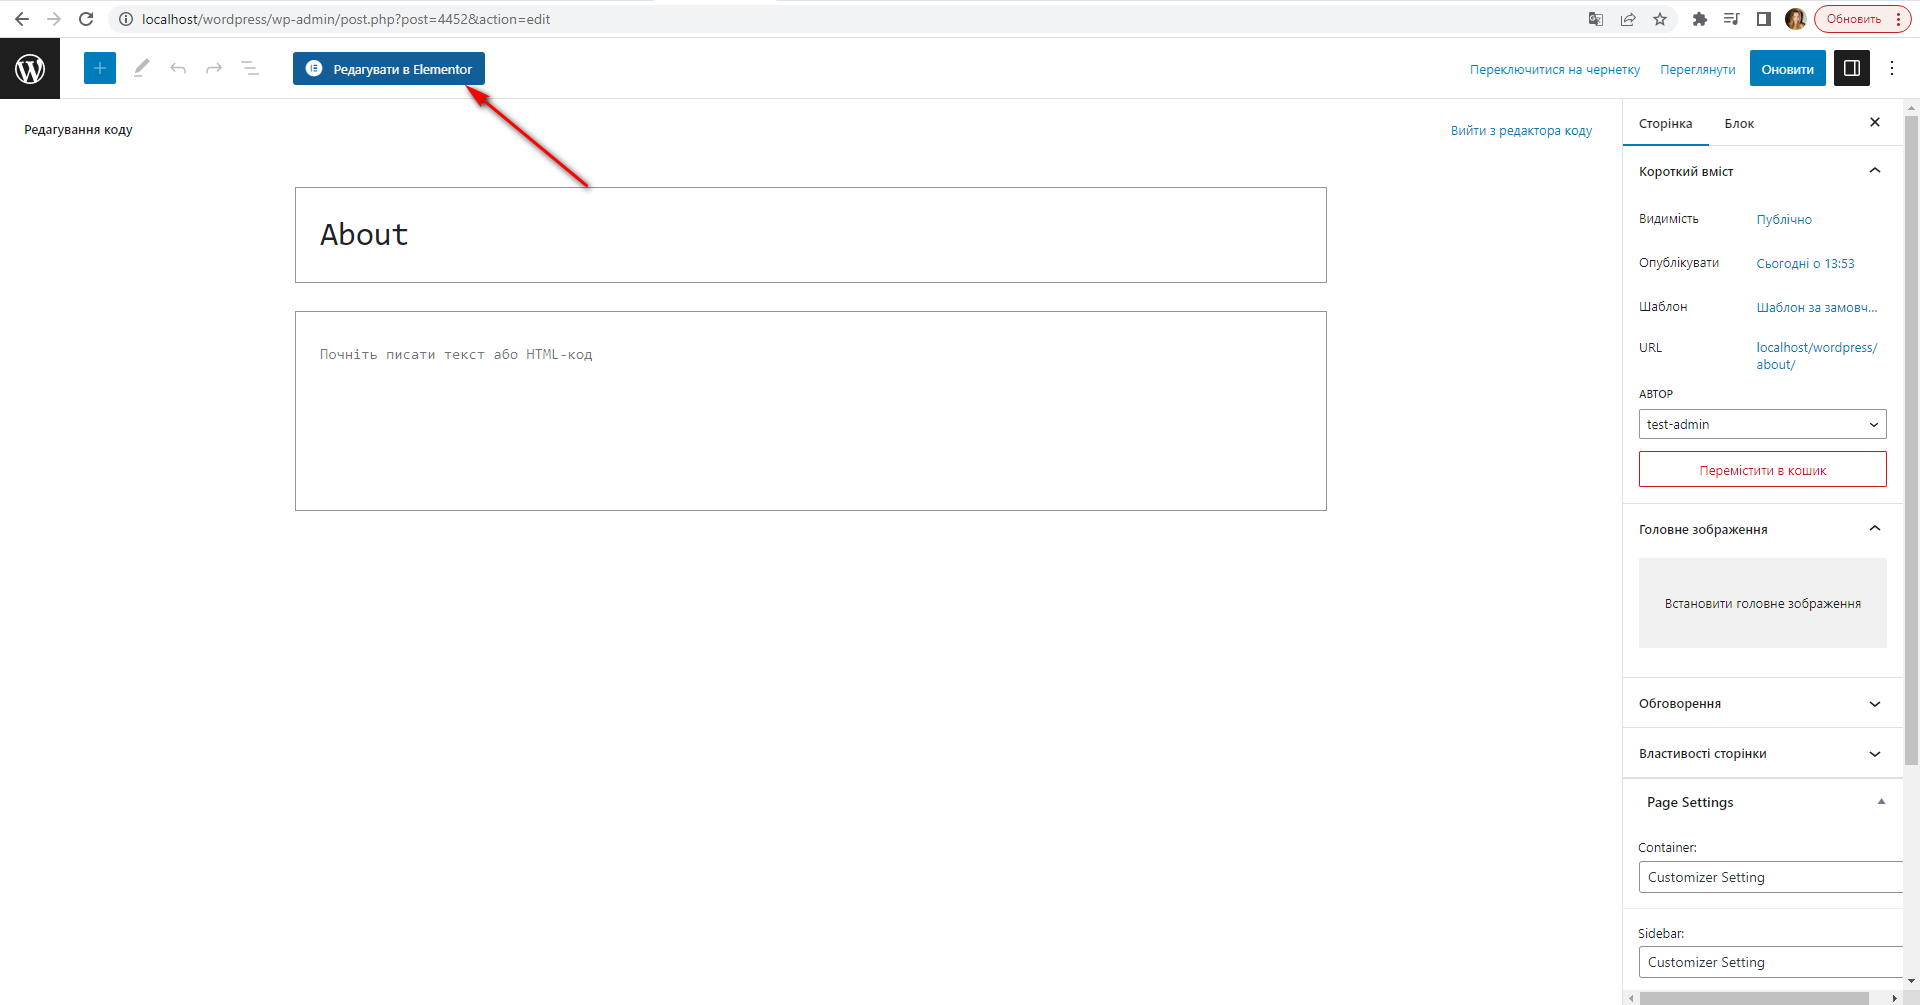 localhost/wordpress/wp-admin/post.php?post=4452&action=edit
Обновить
Редагувати в Elementor
Переключитися на чернетку
Переглянути
Оновити
Редагування коду
Вийти з редактора коду
Сторінка
Блок
About
Почніть писати текст або HTML-код
Короткий вміст
Видимість
Публічно
Опублікувати
Сьогодні о 13:53
Шаблон
Шаблон за замовч...
URL
localhost/wordpress/
about/
АВТОР
test-admin
Перемістити в кошик
Головне зображення
Встановити головне зображення
Обговорення
Властивості сторінки
Page Settings
Container:
Customizer Setting
Sidebar:
Customizer Setting